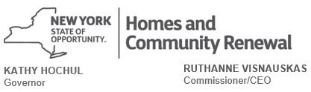 NEW YORK
STATE OF
OPPORTUNITY.
Homes and
Community Renewal
KATHY HOCHUL
Governor
RUTHANNE VISNAUSKAS
Commissioner/CEO